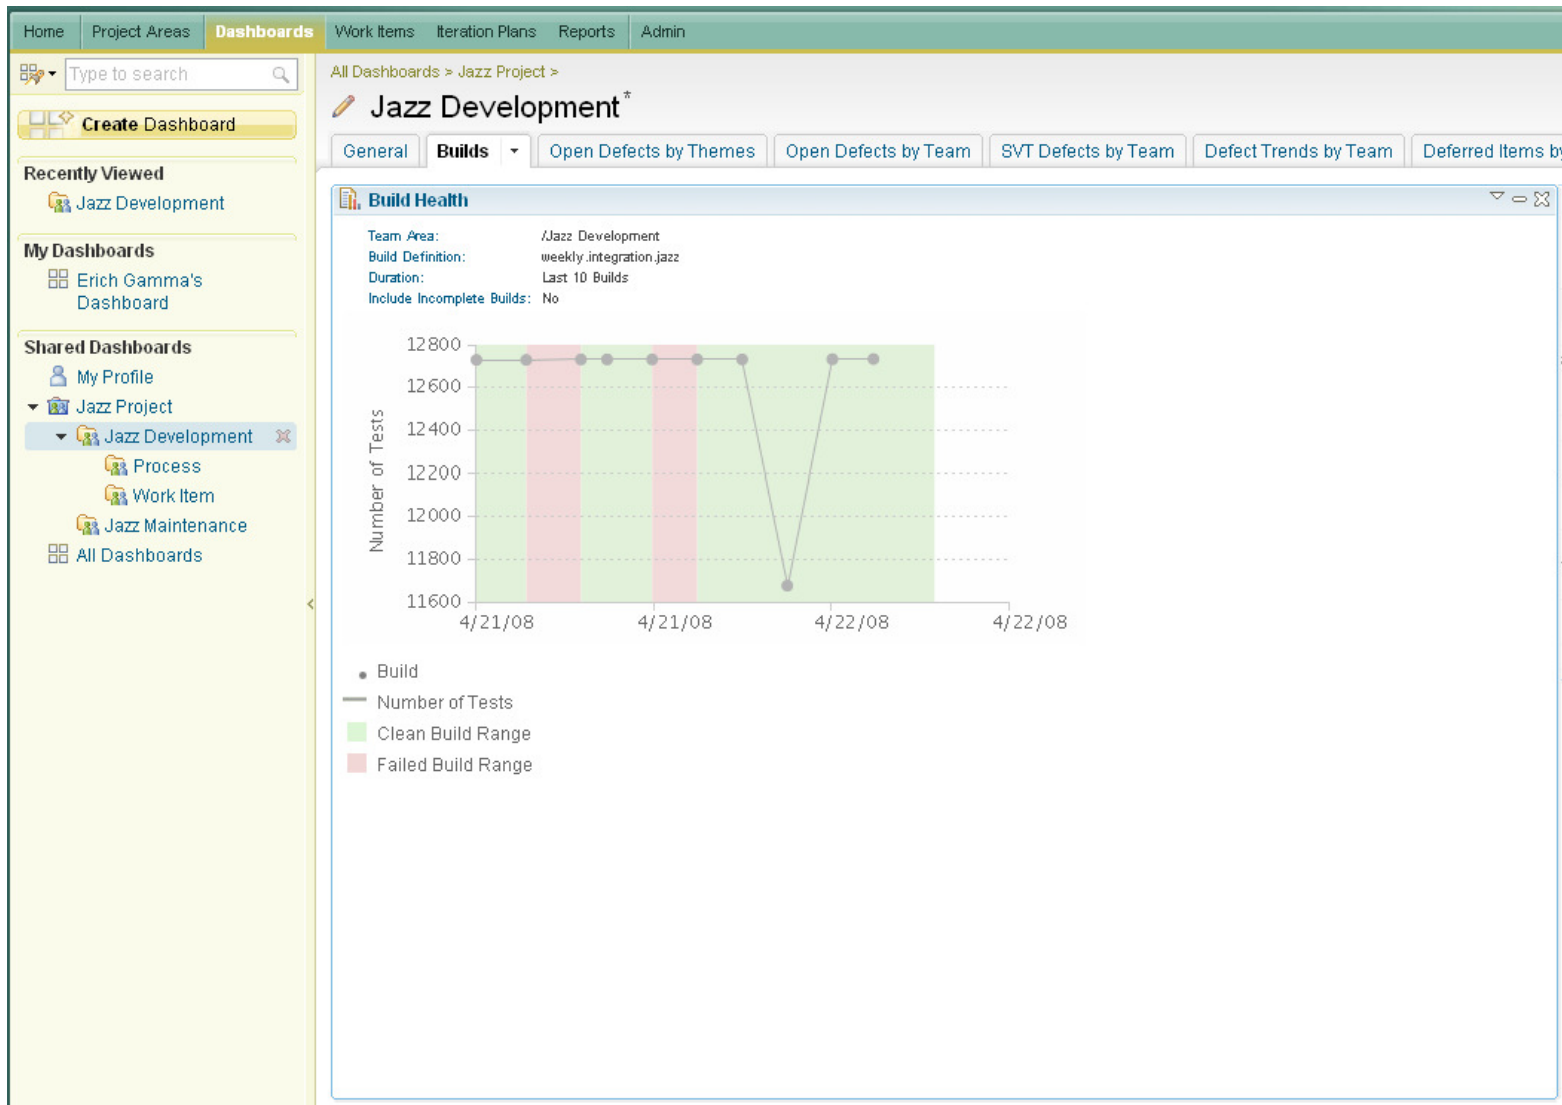 Home Project Areas Dashboards Work Items Iteration Plans Reports Admin
Type to search
Create Dashboard
Recently Viewed
Jazz Development
My Dashboards
Erich Gamma's
Dashboard
Shared Dashboards
My Profile
Jazz Project
Jazz Development
Process
Work Item
Jazz Maintenance
All Dashboards
All Dashboards > Jazz Project >
Jazz Development*
General Builds Open Defects by Themes Open Defects by Team SVT Defects by Team Defect Trends by Team Deferred Items by
Build Health
Team Area: /Jazz Development
Build Definition: weekly.integration.jazz
Duration: Last 10 Builds
Include Incomplete Builds: No
Number of Tests
12800
12600
12400
12200
12000
11800
11600
4/21/08 4/21/08 4/22/08 4/22/08
Build
Number of Tests
Clean Build Range
Failed Build Range